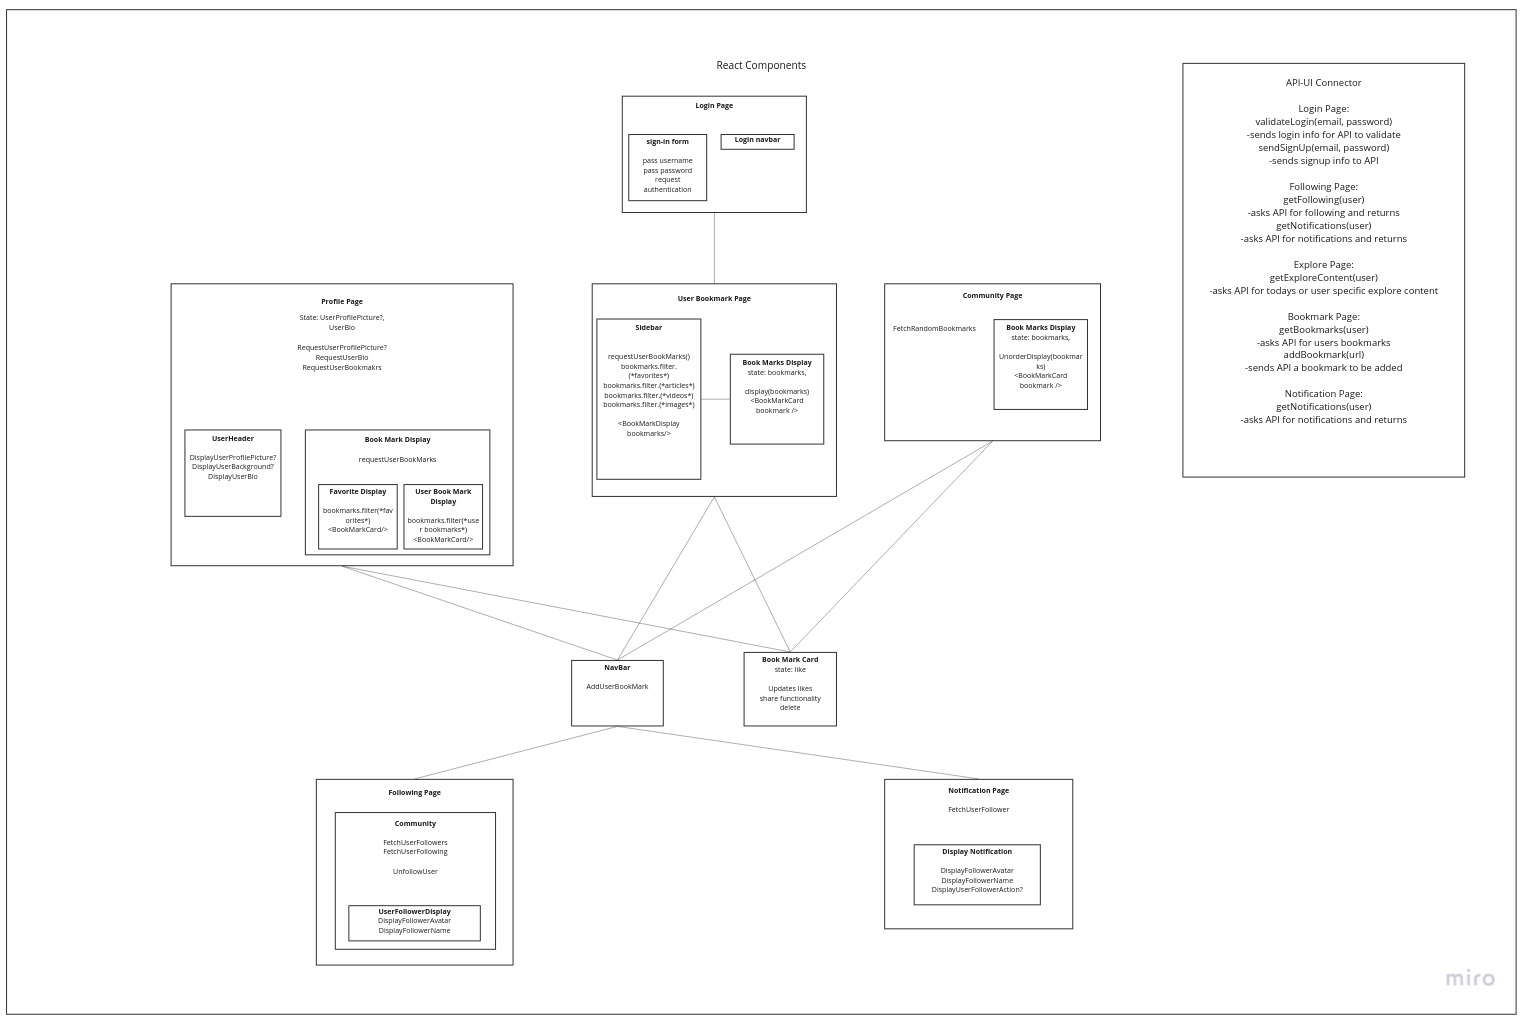 React Components
Login Page
sign-in form
pass username
pass password
request
authentication
Login navbar
API-UI Connector
Login Page:
validateLogin(email, password)
-sends login info for API to validate
sendSignUp(email, password)
-sends signup info to API
Following Page:
getFollowing(user)
-asks API for following and returns
getNotifications(user)
-asks API for notifications and returns
Explore Page:
getExploreContent(user)
-asks API for todays or user specific explore content
Bookmark Page:
getBookmarks(user)
-asks API for users bookmarks
addBookmark(url)
-sends API a bookmark to be added
Notification Page:
getNotifications(user)
-asks API for notifications and returns
Profile Page
State: UserProfilePicture?,
UserBio
RequestUserProfilePicture?
RequestUserBio
RequestUserBookmakrs
UserHeader
DisplayUserProfilePicture?
DisplayUserBackground?
DisplayUserBio
Book Mark Display
requestUserBookMarks
Favorite Display
bookmarks.filter(*fav
orites*)
<BookMarkCard/>
User Book Mark
Display
bookmarks.filter(*use
r bookmarks*)
<BookMarkCard/>
User Bookmark Page
Sidebar
requestUserBookMarks()
bookmarks.filter.
(*favorites*)
bookmarks.filter.(*articles*)
bookmarks.filter.(*videos*)
bookmarks.filter.(*images*)
<BookMarkDisplay
bookmarks/>
Book Marks Display
state: bookmarks,
display(bookmarks)
<BookMarkCard
bookmark />
Community Page
FetchRandomBookmarks
Book Marks Display
state: bookmarks,
UnorderDisplay(bookmar
ks)
<BookMarkCard
bookmark />
NavBar
AddUserBookMark
Book Mark Card
state: like
Updates likes
share functionality
delete
Following Page
Community
FetchUserFollowers
FetchUserFollowing
UnfollowUser
UserFollowerDisplay
DisplayFollowerAvatar
DisplayFollowerName
Notification Page
FetchUserFollower
Display Notification
DisplayFollowerAvatar
DisplayFollowerName
DisplayUserFollowerAction?
miro